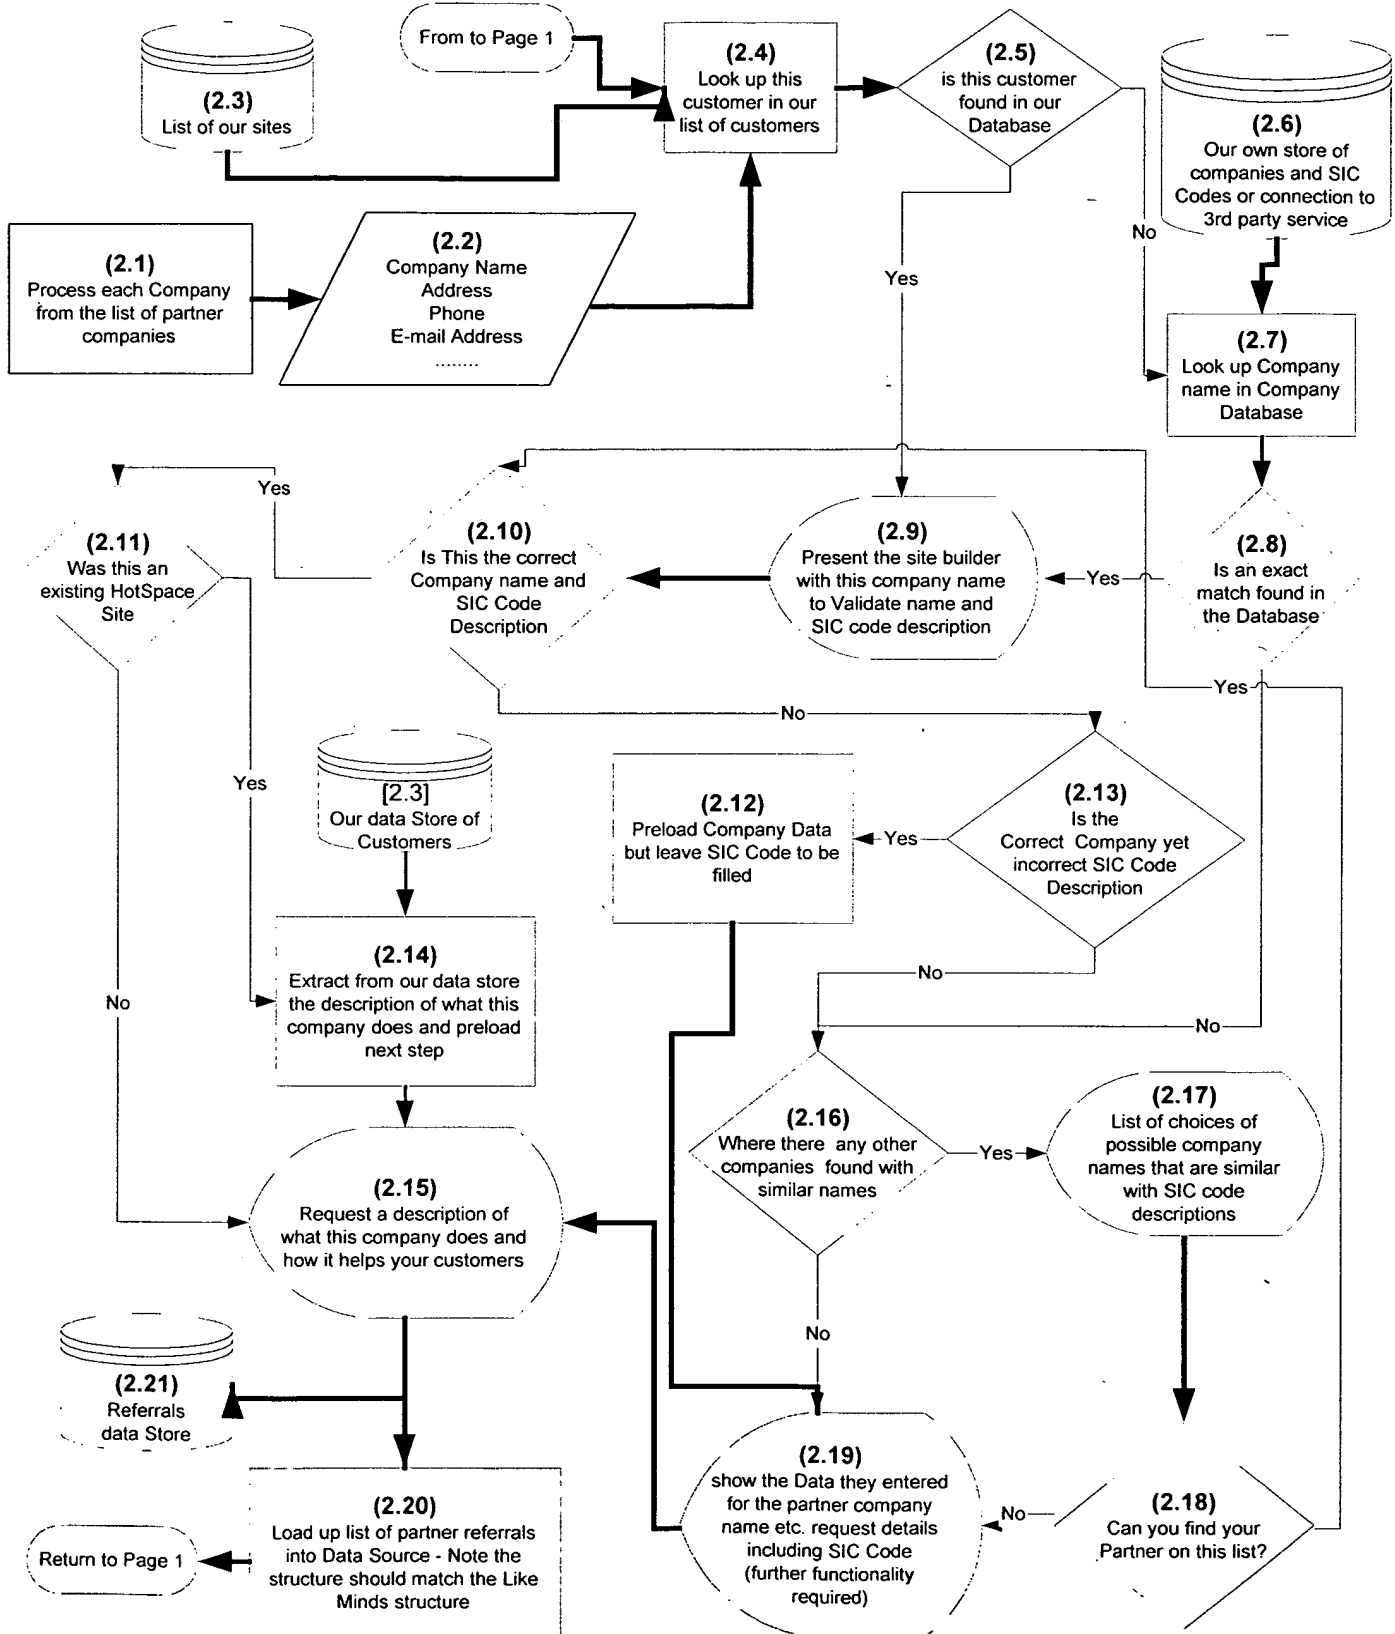 From to Page 1
(2.3)
List of our sites
(2.4)
Look up this
customer in our
list of customers
(2.5)
is this customer
found in our
Database
(2.6)
Our own store of
companies and SIC
Codes or connection to
3rd party service
No
Yes
(2.1)
Process each Company
from the list of partner
companies
(2.2)
Company Name
Address
Phone
E-mail Address
........
(2.7)
Look up Company
name in Company
Database
Yes
(2.11)
Was this an
existing HotSpace
Site
(2.10)
Is This the correct
Company name and
SIC Code
Description
(2.9)
Present the site builder
with this company name
to Validate name and
SIC code description
Yes
(2.8)
Is an exact
match found in
the Database
Yes
No
Yes
[2.3]
Our data Store of
Customers
(2.12)
Preload Company Data
but leave SIC Code to be
filled
Yes
(2.13)
Is the
Correct Company yet
incorrect SIC Code
Description
No
No
No
(2.14)
Extract from our data store
the description of what this
company does and preload
next step
(2.16)
Where there any other
companies found with
similar names
Yes
(2.17)
List of choices of
possible company
names that are similar
with SIC code
descriptions
(2.15)
Request a description of
what this company does and
how it helps your customers
No
(2.21)
Referrals
data Store
(2.19)
show the Data they entered
for the partner company
name etc. request details
including SIC Code
(further functionality
required)
No
(2.18)
Can you find your
Partner on this list?
(2.20)
Load up list of partner referrals
into Data Source - Note the
structure should match the Like
Minds structure
Return to Page 1